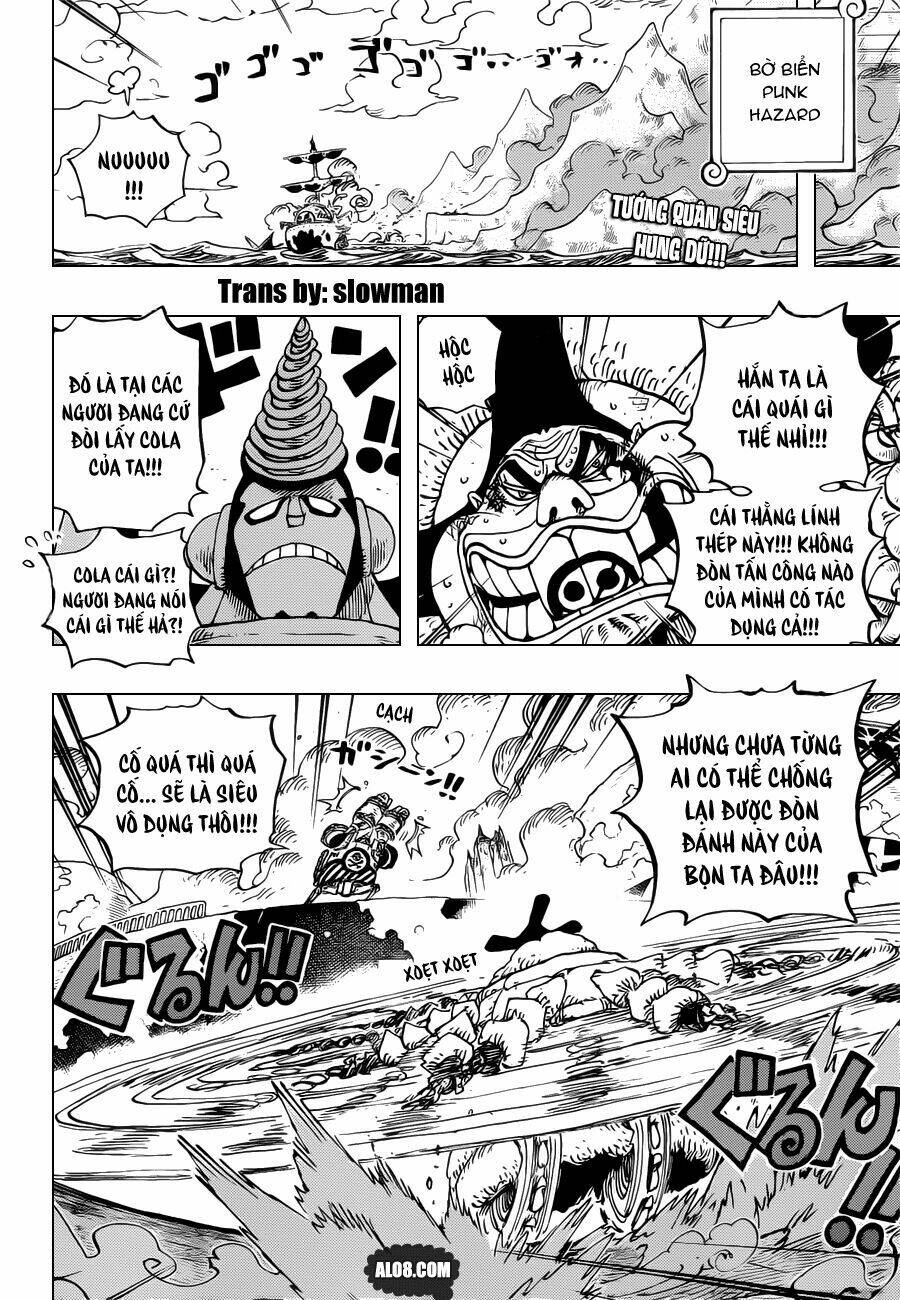 BỜ BIỂN
PUNK
HAZARD
ゴゴゴゴゴゴ…
NUUUUU
!!!
TƯỚNG QUÂN SIÊU
HUNG DỮ!!!
Trans by: slowman
HẮN TA LÀ
CÁI QUÁI GÌ
THẾ NHỈ!!!
HỘC
HỘC
CÁI THẰNG LÍNH
THÉP NÀY!!! KHÔNG
ĐÒN TẤN CÔNG NÀO
CỦA MÌNH CÓ TÁC
DỤNG CẢ!!!
ドン!!
ĐÓ LÀ TẠI CÁC
NGƯƠI ĐANG CỨ
ĐÒI LẤY COLA
CỦA TA!!!
COLA CÁI GÌ?!
NGƯƠI ĐANG NÓI
CÁI GÌ THẾ HẢ?!
NHƯNG CHƯA TỪNG
AI CÓ THỂ CHỐNG
LẠI ĐƯỢC ĐÒN
ĐÁNH NÀY CỦA
BỌN TA ĐÂU!!!
CẠCH
ガシーン!!
CỐ QUÁ THÌ QUÁ
CỐ... SẼ LÀ SIÊU
VÔ DỤNG THÔI!!!
XOẸT XOẸT
ぐるん!!
ぐるん!!
ALO8.COM